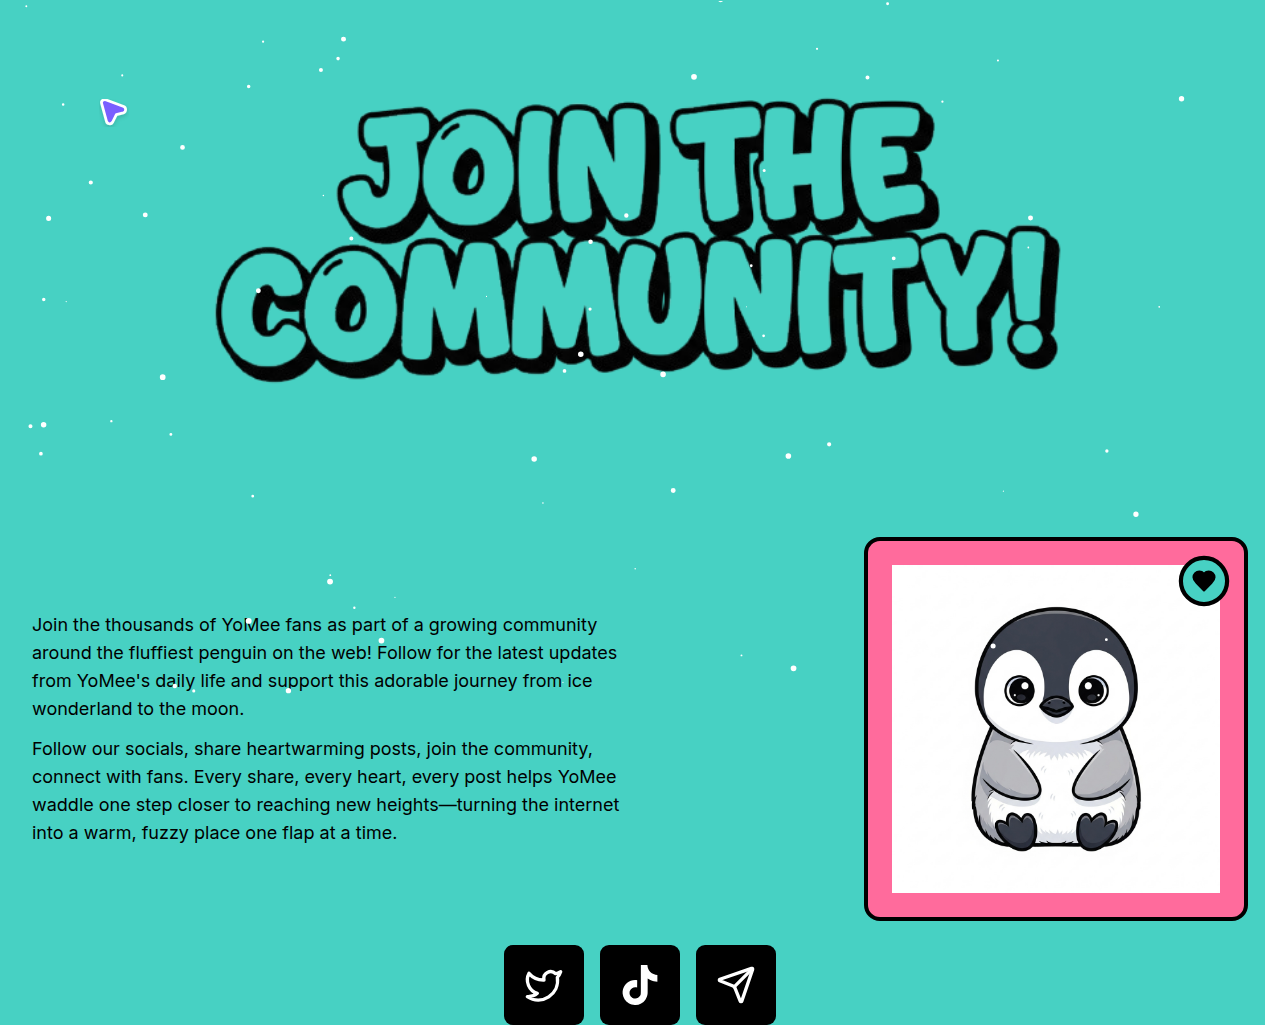 JOIN THE
COMMUNITY!
Join the thousands of YoMee fans as part of a growing community
around the fluffiest penguin on the web! Follow for the latest updates
from YoMee's daily life and support this adorable journey from ice
wonderland to the moon.
Follow our socials, share heartwarming posts, join the community,
connect with fans. Every share, every heart, every post helps YoMee
waddle one step closer to reaching new heights—turning the internet
into a warm, fuzzy place one flap at a time.